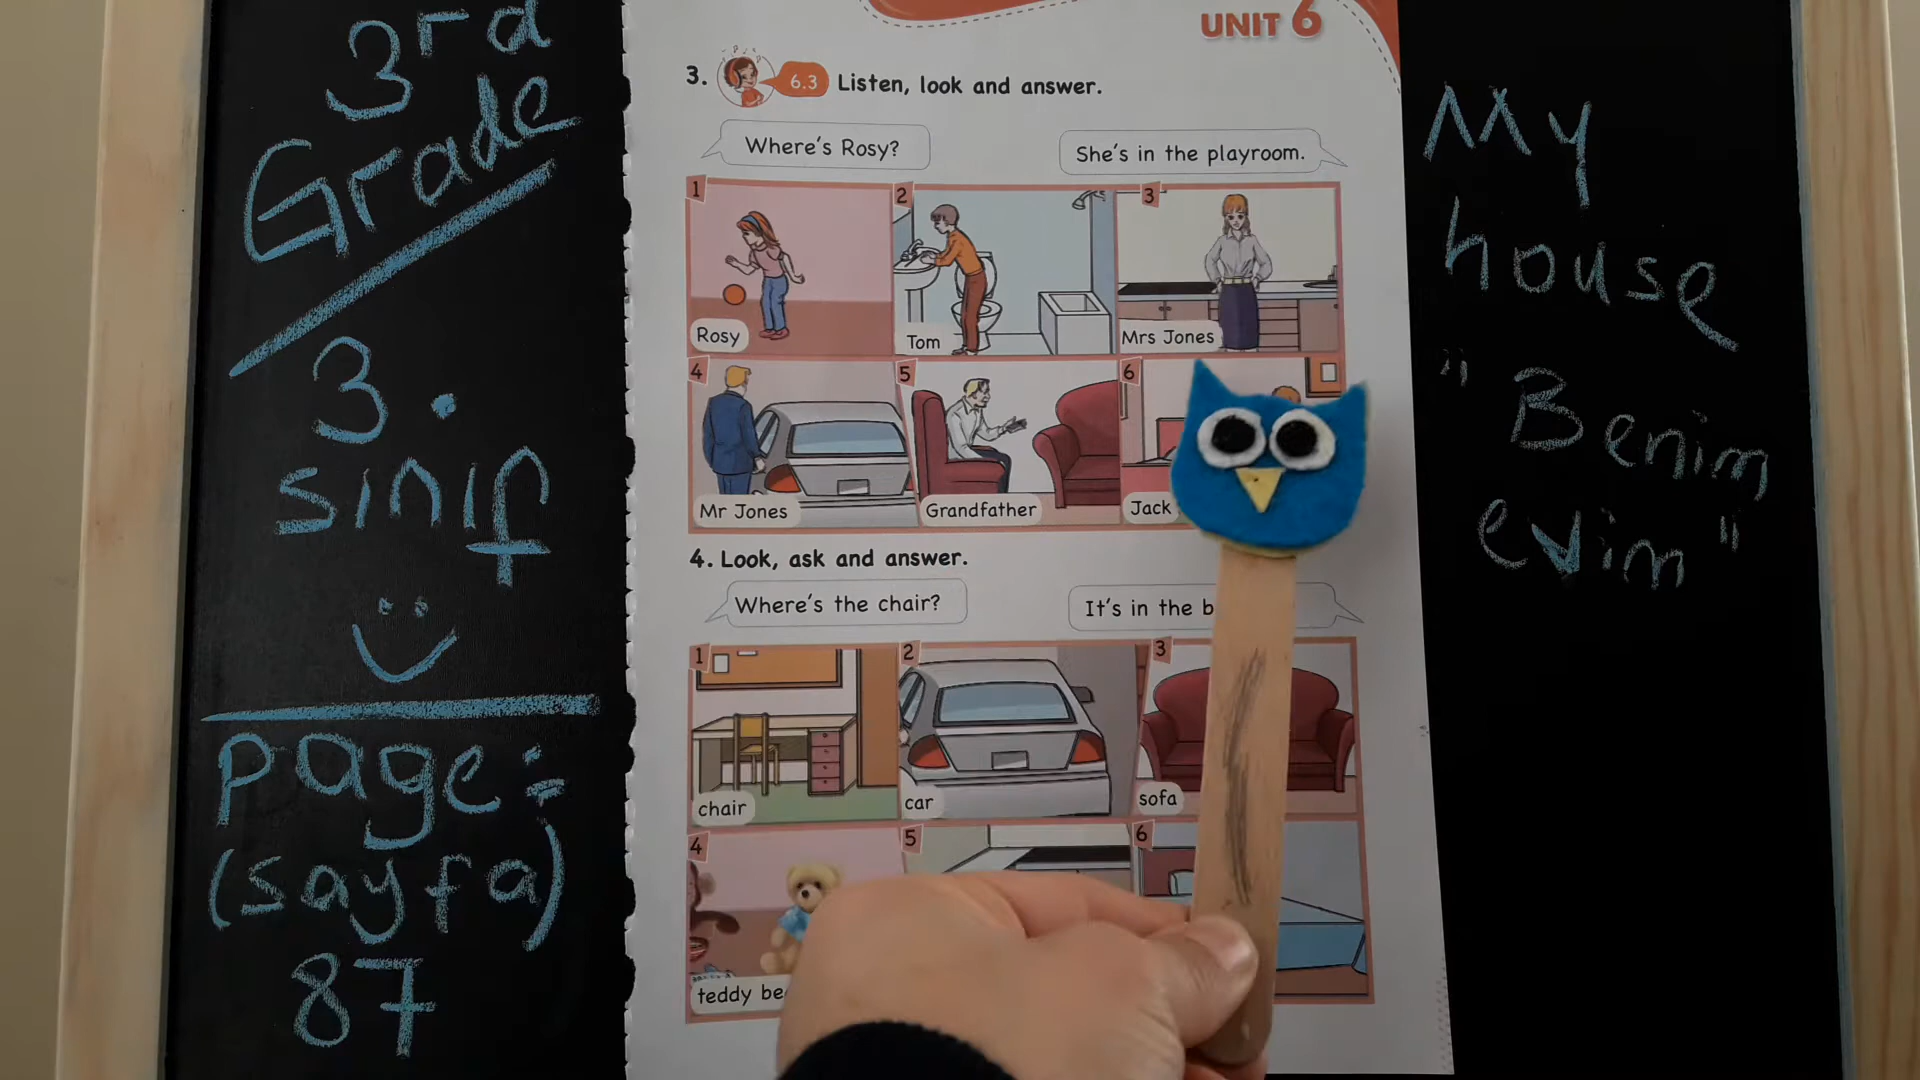 3rd
Grade
3.
sınıf
page:
(sayfa)
87
UNIT 6
3. 6.3 Listen, look and answer.
Where's Rosy?
She's in the playroom.
1
2
3
Rosy
Tom
Mrs Jones
4
5
6
Mr Jones
Grandfather
Jack
4. Look, ask and answer.
Where's the chair?
It's in the
1
2
3
chair
car
sofa
4
5
6
teddy
My
house
"Benim
evim"